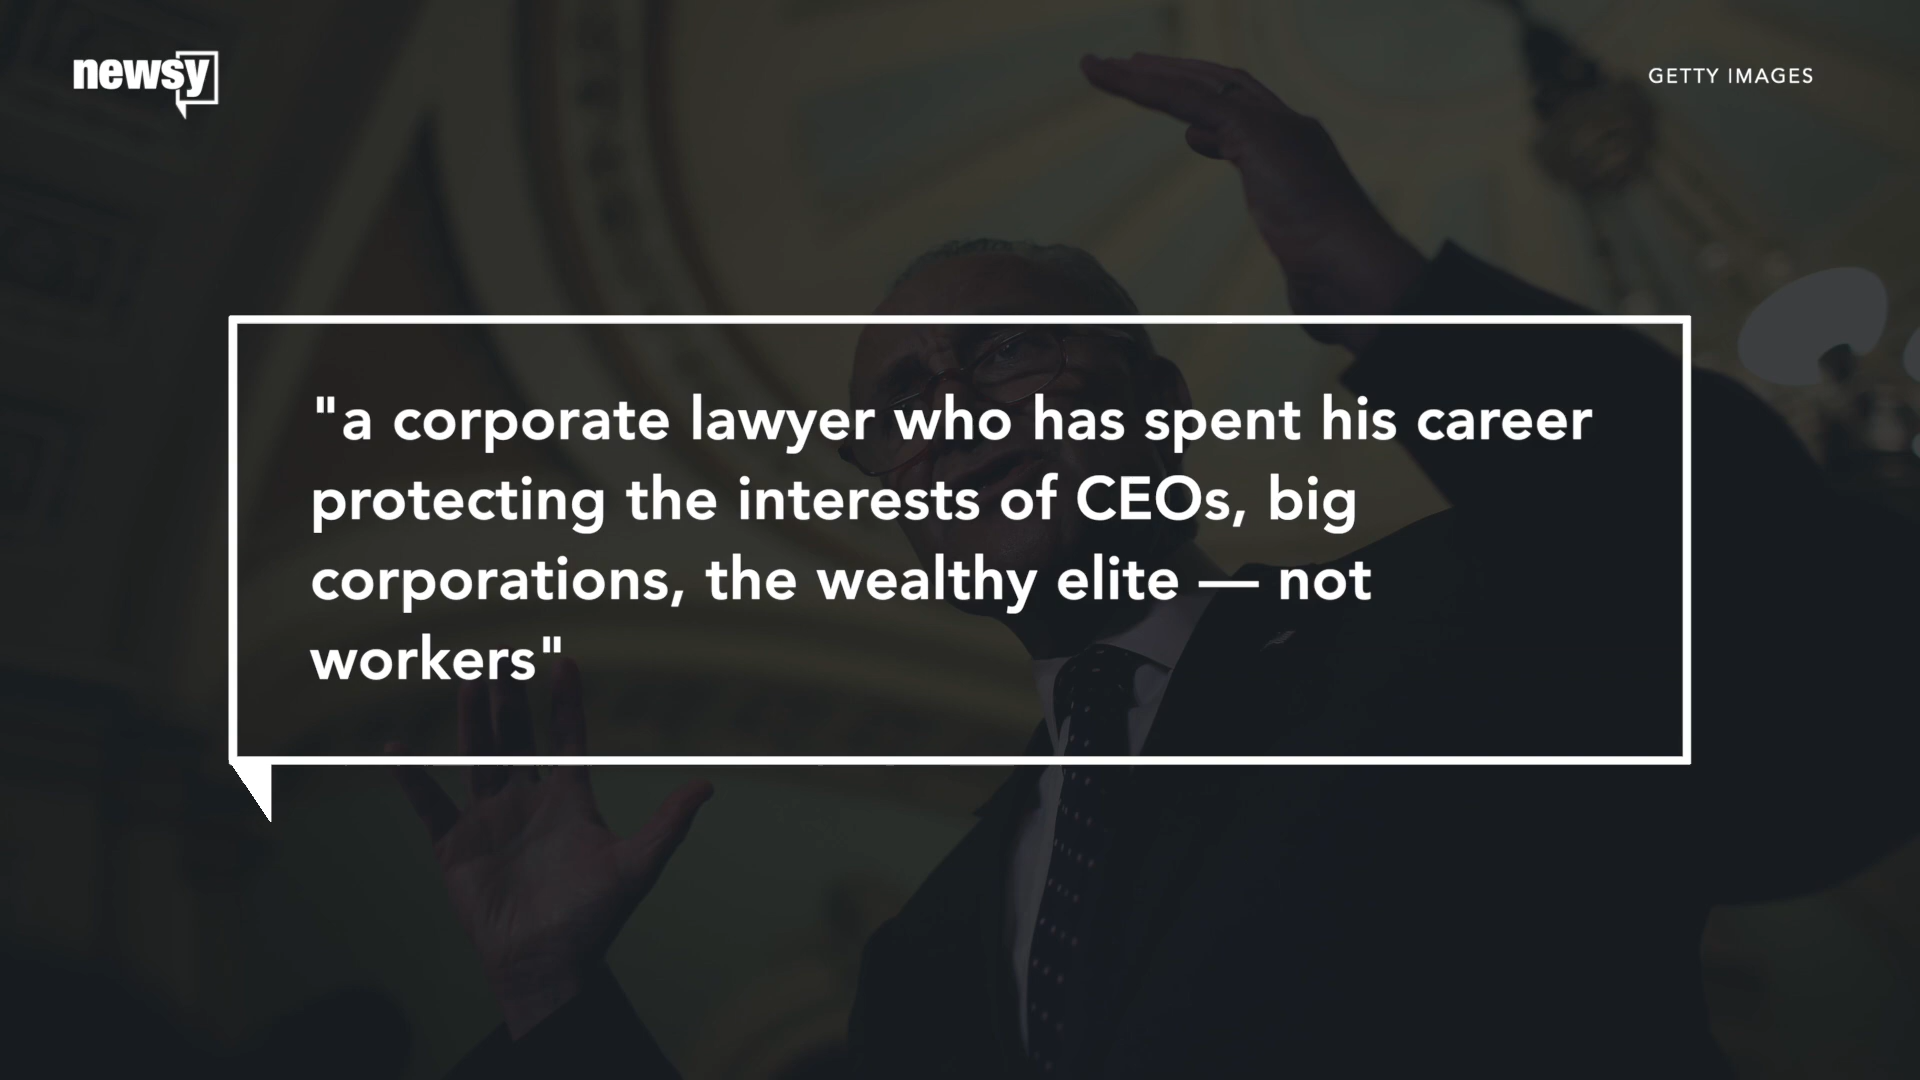 newsy
GETTY IMAGES
"a corporate lawyer who has spent his career
protecting the interests of CEOs, big
corporations, the wealthy elite — not
workers"